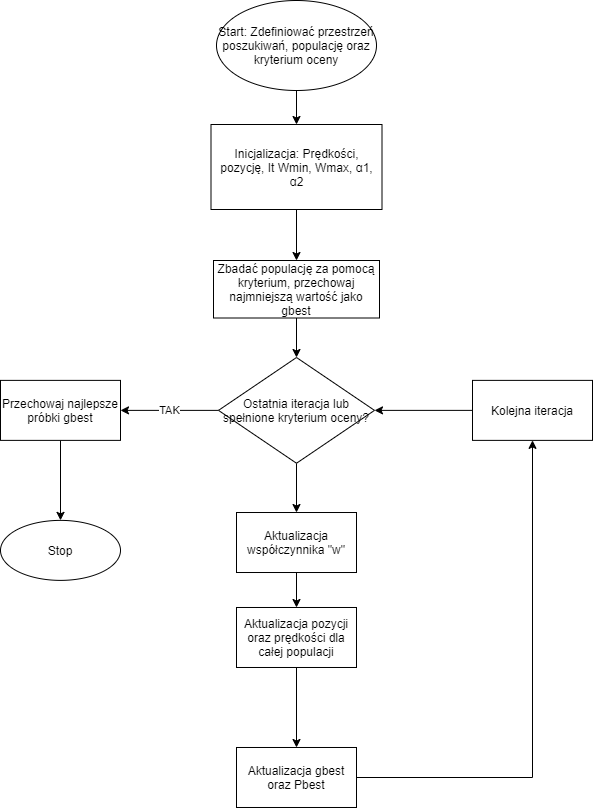 Start: Zdefiniować przestrzeń
poszukiwań, populację oraz
kryterium oceny
Inicjalizacja: Prędkości,
pozycję, It Wmin, Wmax, α1,
α2
Zbadać populację za pomocą
kryterium, przechowaj
najmniejszą wartość jako
gbest
Ostatnia iteracja lub
spełnione kryterium oceny?
TAK
Przechowaj najlepsze
próbki gbest
Kolejna iteracja
Stop
Aktualizacja
współczynnika "w"
Aktualizacja pozycji
oraz prędkości dla
całej populacji
Aktualizacja gbest
oraz Pbest